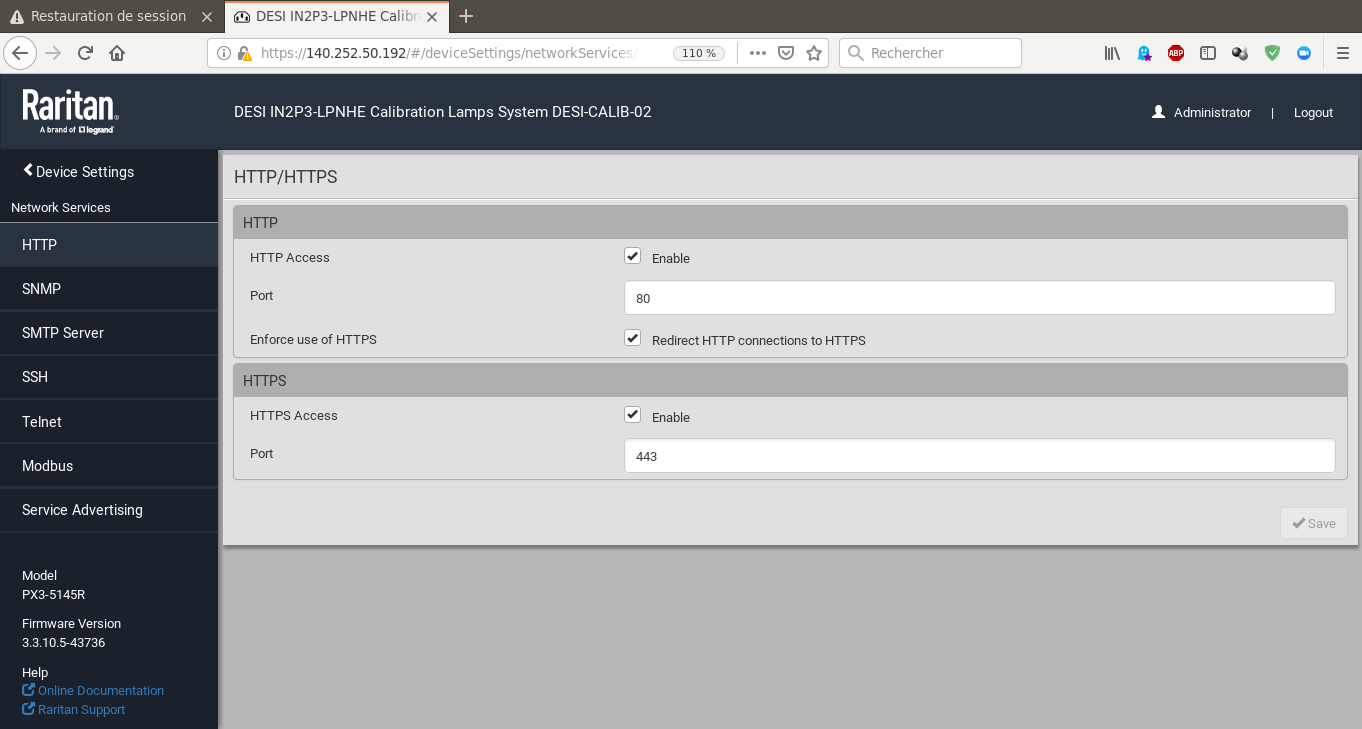 Restauration de session
DESI IN2P3-LPNHE Calibra
https://140.252.50.192/#/deviceSettings/networkServices/
110 %
Rechercher
ABP
Raritan.
A brand of legrand
DESI IN2P3-LPNHE Calibration Lamps System DESI-CALIB-02
Administrator | Logout
Device Settings
Network Services
HTTP
SNMP
SMTP Server
SSH
Telnet
Modbus
Service Advertising
Model
PX3-5145R
Firmware Version
3.3.10.5-43736
Help
Online Documentation
Raritan Support
HTTP/HTTPS
HTTP
HTTP Access Enable
Port 80
Enforce use of HTTPS Redirect HTTP connections to HTTPS
HTTPS
HTTPS Access Enable
Port 443
Save